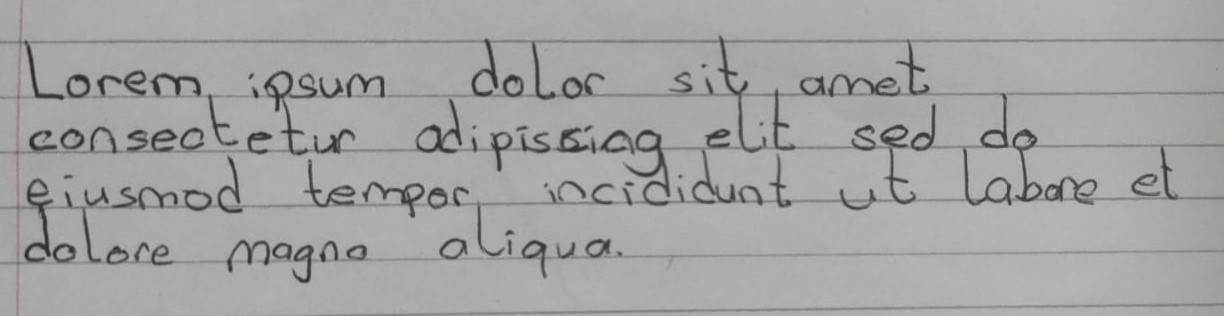 Lorem ipsum dolor sit amet
consectetur adipissing elit sed do
eiusmod tempor incididunt ut labore et
dolore magna aliqua.